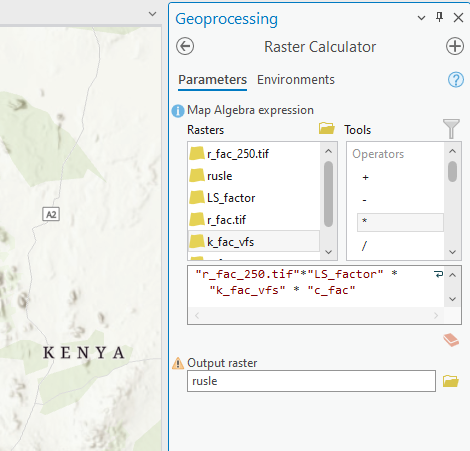 Geoprocessing
Raster Calculator
Parameters Environments
Map Algebra expression
Rasters Tools
r_fac_250.tif
rusle
LS_factor
r_fac.tif
k_fac_vfs
Operators
+
-
*
/
"r_fac_250.tif"*"LS_factor" *
"k_fac_vfs" * "c_fac"
Output raster
rusle
A2
KENYA